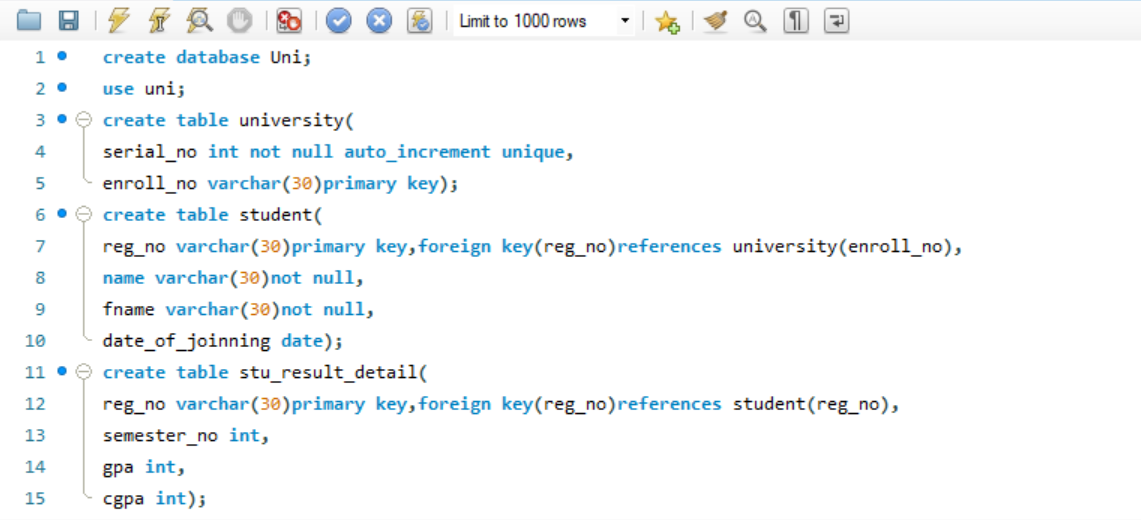 Limit to 1000 rows
1 create database Uni;
2 use uni;
3 create table university(
4 serial_no int not null auto_increment unique,
5 enroll_no varchar(30)primary key);
6 create table student(
7 reg_no varchar(30)primary key,foreign key(reg_no)references university(enroll_no),
8 name varchar(30)not null,
9 fname varchar(30)not null,
10 date_of_joinning date);
11 create table stu_result_detail(
12 reg_no varchar(30)primary key,foreign key(reg_no)references student(reg_no),
13 semester_no int,
14 gpa int,
15 cgpa int);